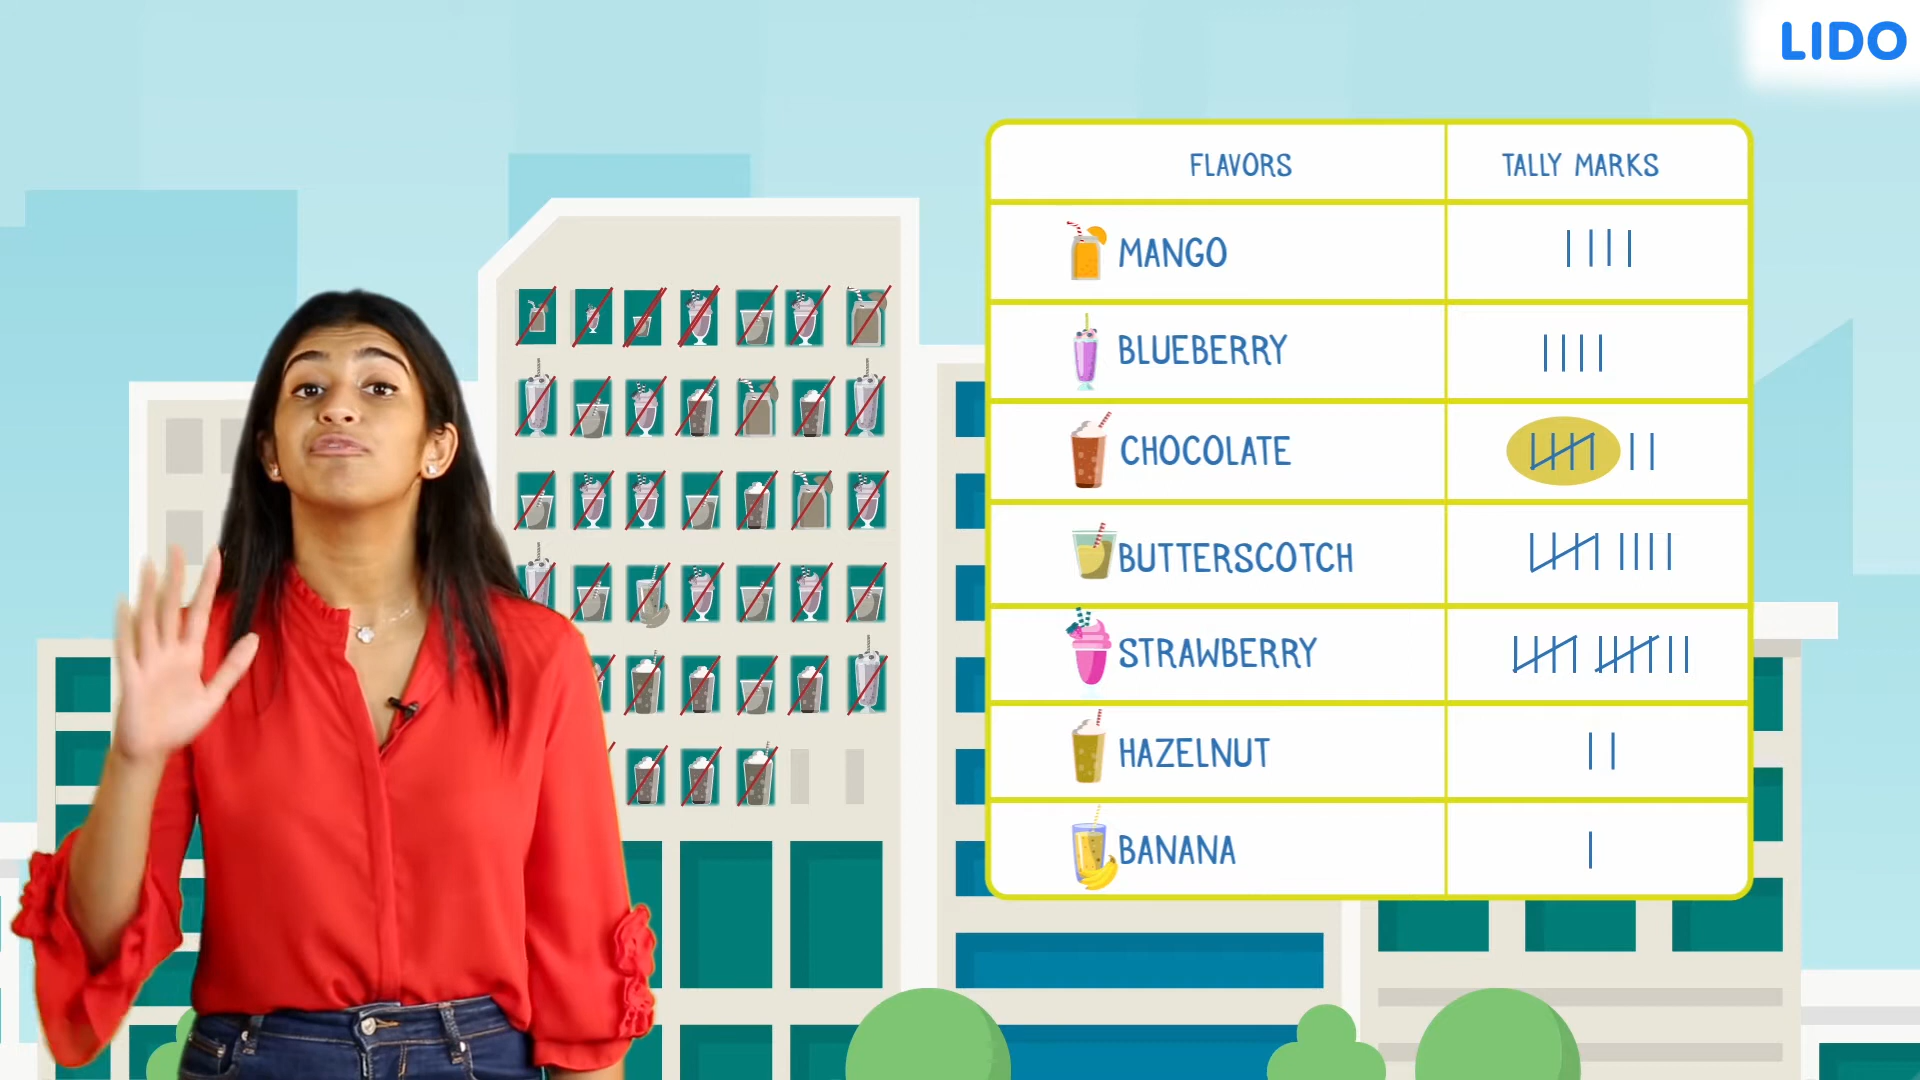 LIDO
FLAVORS TALLY MARKS
MANGO
BLUEBERRY
CHOCOLATE
BUTTERSCOTCH
STRAWBERRY
HAZELNUT
BANANA